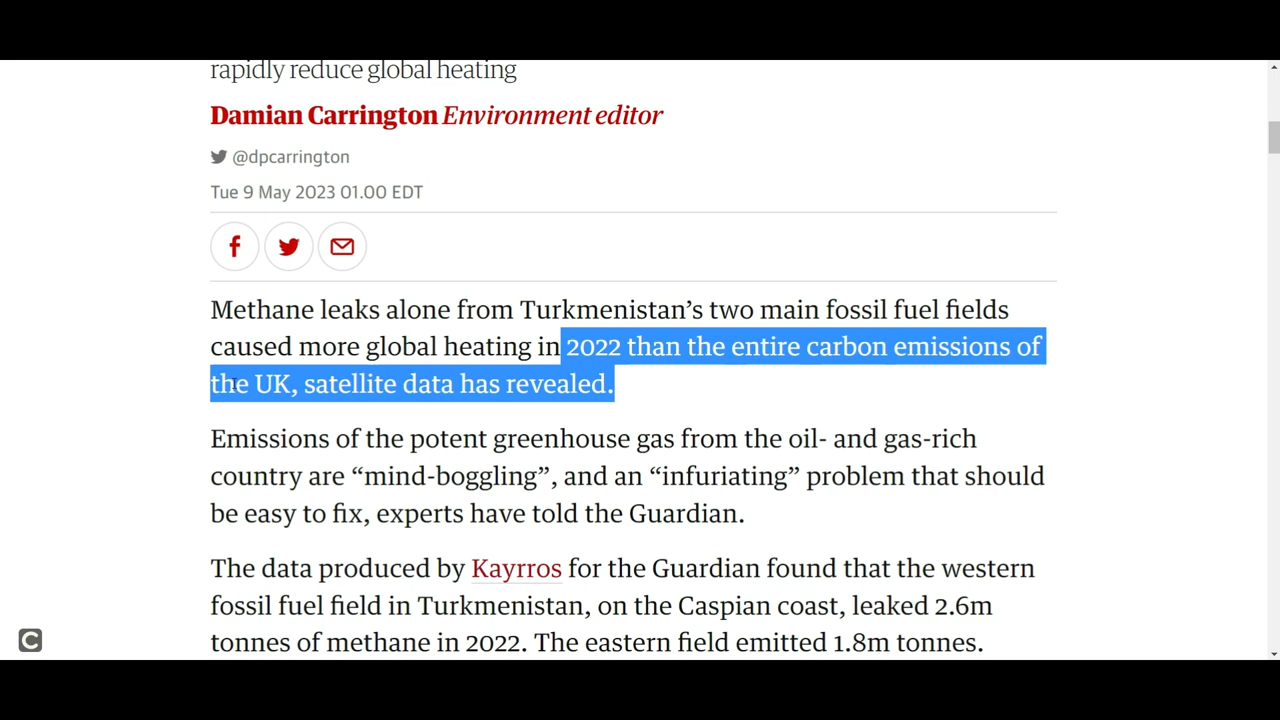 rapidly reduce global heating
Damian Carrington Environment editor
@dpcarrington
Tue 9 May 2023 01.00 EDT
Methane leaks alone from Turkmenistan’s two main fossil fuel fields
caused more global heating in 2022 than the entire carbon emissions of
the UK, satellite data has revealed.
Emissions of the potent greenhouse gas from the oil- and gas-rich
country are “mind-boggling”, and an “infuriating” problem that should
be easy to fix, experts have told the Guardian.
The data produced by Kayrros for the Guardian found that the western
fossil fuel field in Turkmenistan, on the Caspian coast, leaked 2.6m
C
tonnes of methane in 2022. The eastern field emitted 1.8m tonnes.